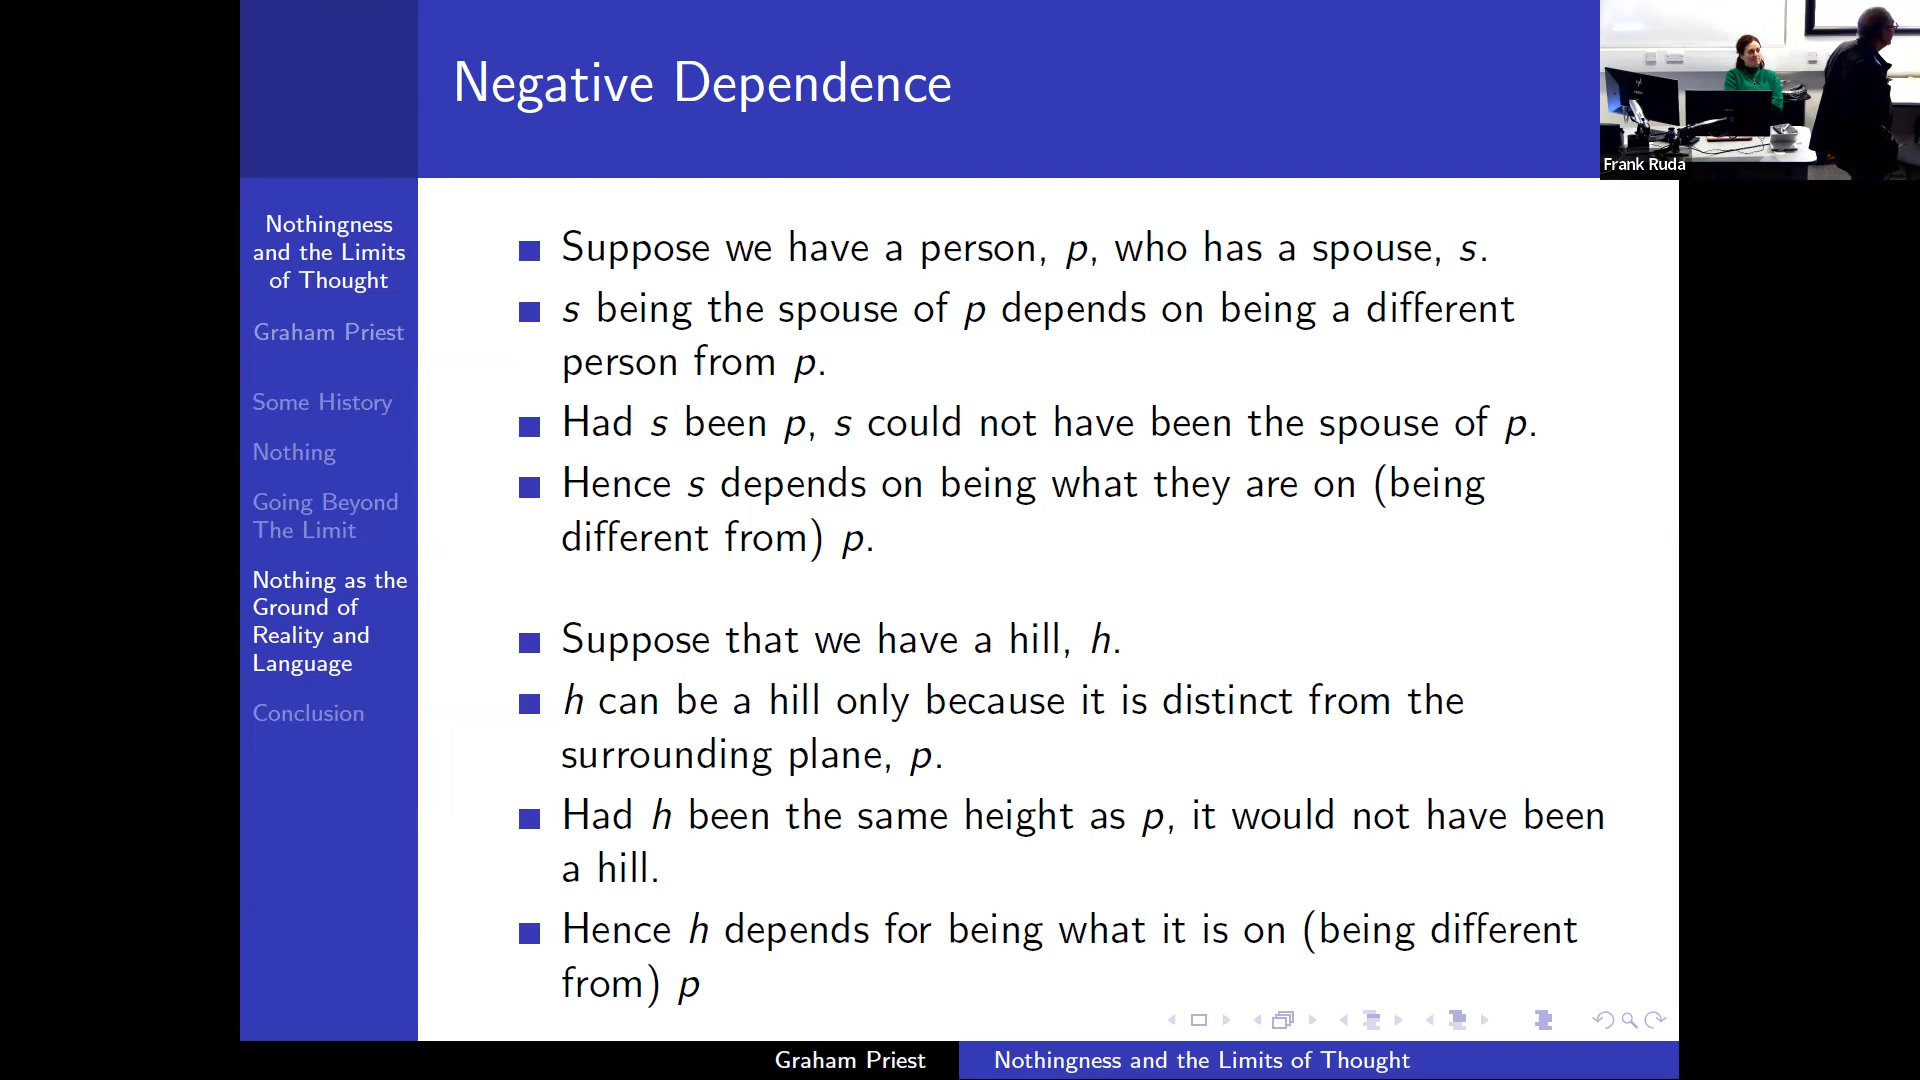 Negative Dependence
Frank Ruda
Nothingness
and the Limits
of Thought
Graham Priest
Some History
Nothing
Going Beyond
The Limit
Nothing as the
Ground of
Reality and
Language
Conclusion
Suppose we have a person, p, who has a spouse, s.
s being the spouse of p depends on being a different
person from p.
Had s been p, s could not have been the spouse of p.
Hence s depends on being what they are on (being
different from) p.
Suppose that we have a hill, h.
h can be a hill only because it is distinct from the
surrounding plane, p.
Had h been the same height as p, it would not have been
a hill.
Hence h depends for being what it is on (being different
from) p
Graham Priest
Nothingness and the Limits of Thought